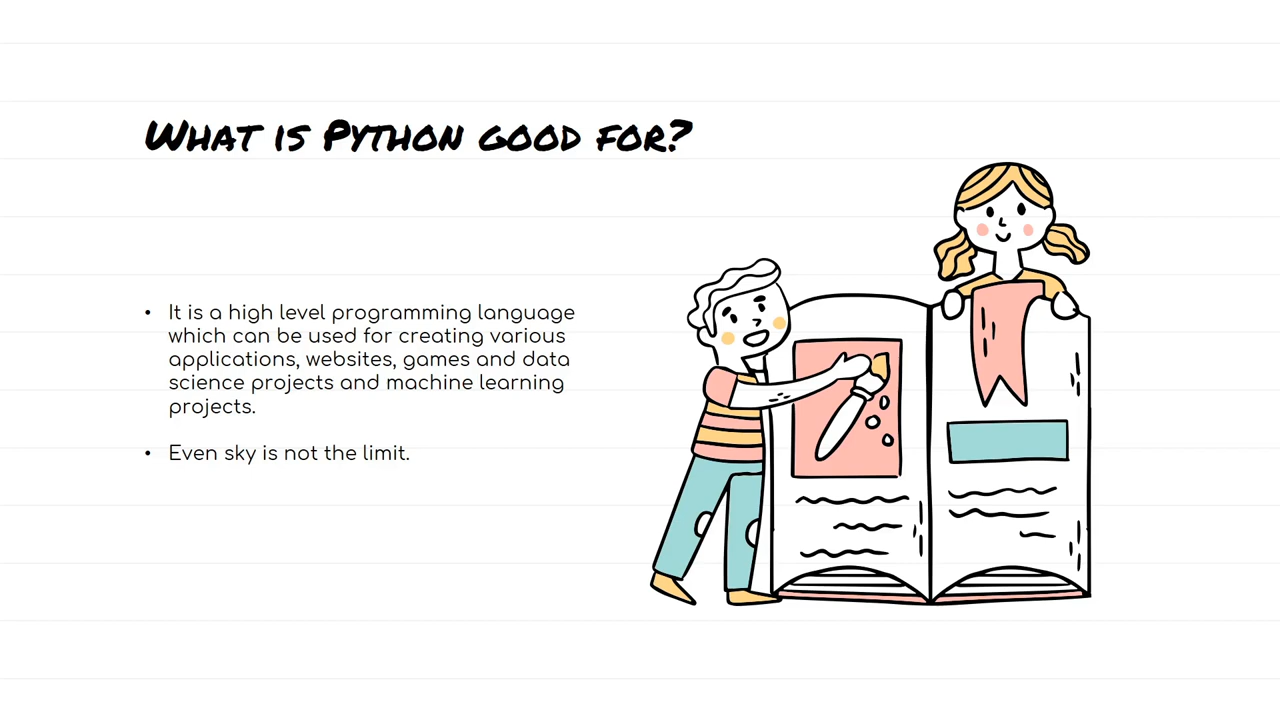 What is Python good for?
• It is a high level programming language
which can be used for creating various
applications, websites, games and data
science projects and machine learning
projects.
• Even sky is not the limit.